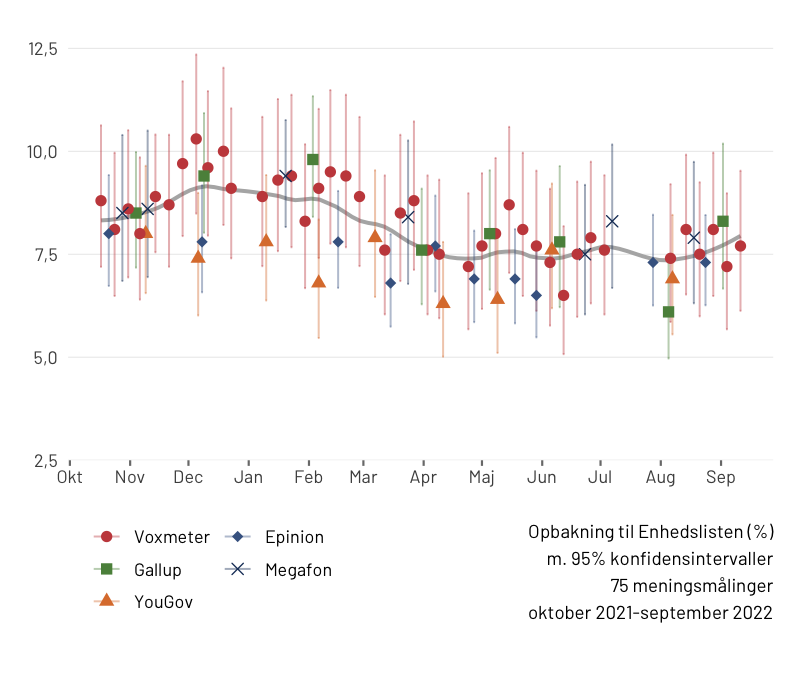 12,5
10,0
7,5
5,0
2,5
Okt Nov Dec Jan Feb Mar Apr Maj Jun Jul Aug Sep
Voxmeter Epinion
Gallup Megafon
YouGov
Opbakning til Enhedslisten (%)
m. 95% konfidensintervaller
75 meningsmålinger
oktober 2021-september 2022